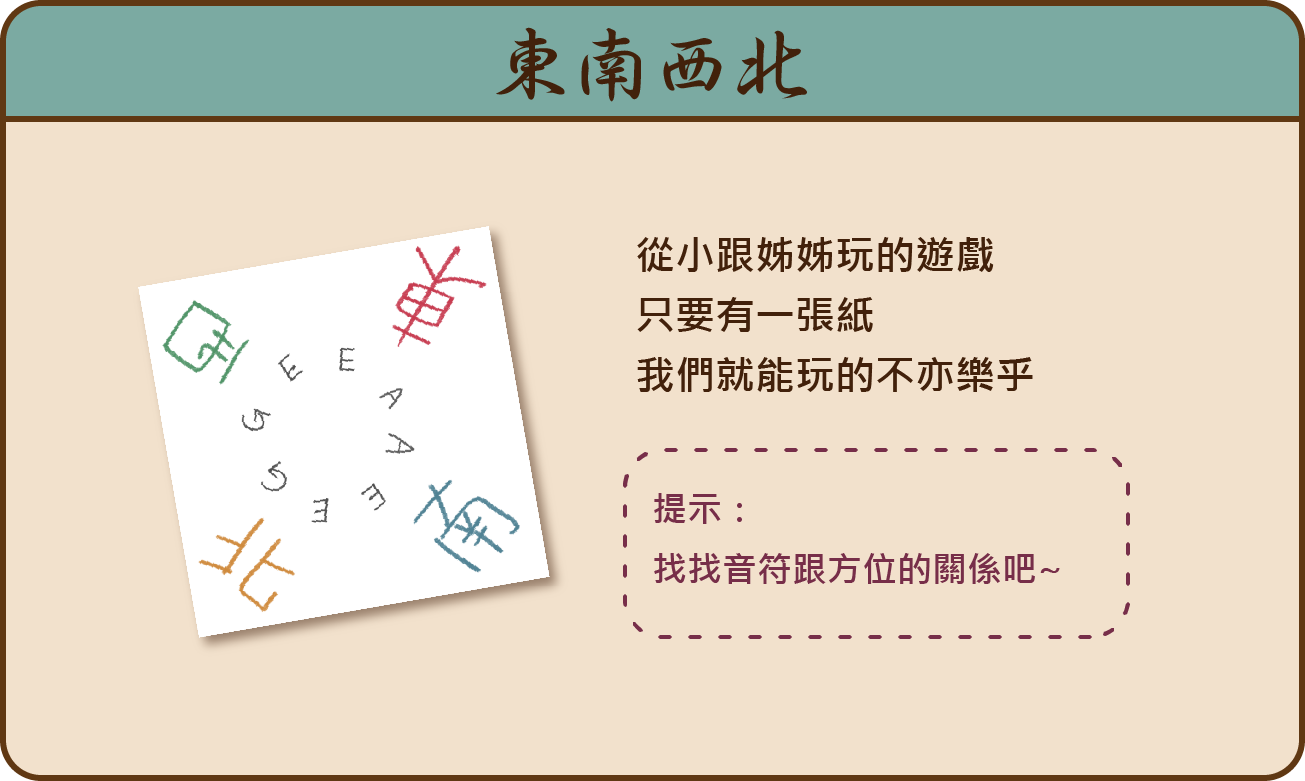 東南西北
從小跟姊姊玩的遊戲
只要有一張紙
我們就能玩的不亦樂乎
提示：
找找音符跟方位的關係吧~
西
東
E
E
A
G
A
G
E
E
南
北